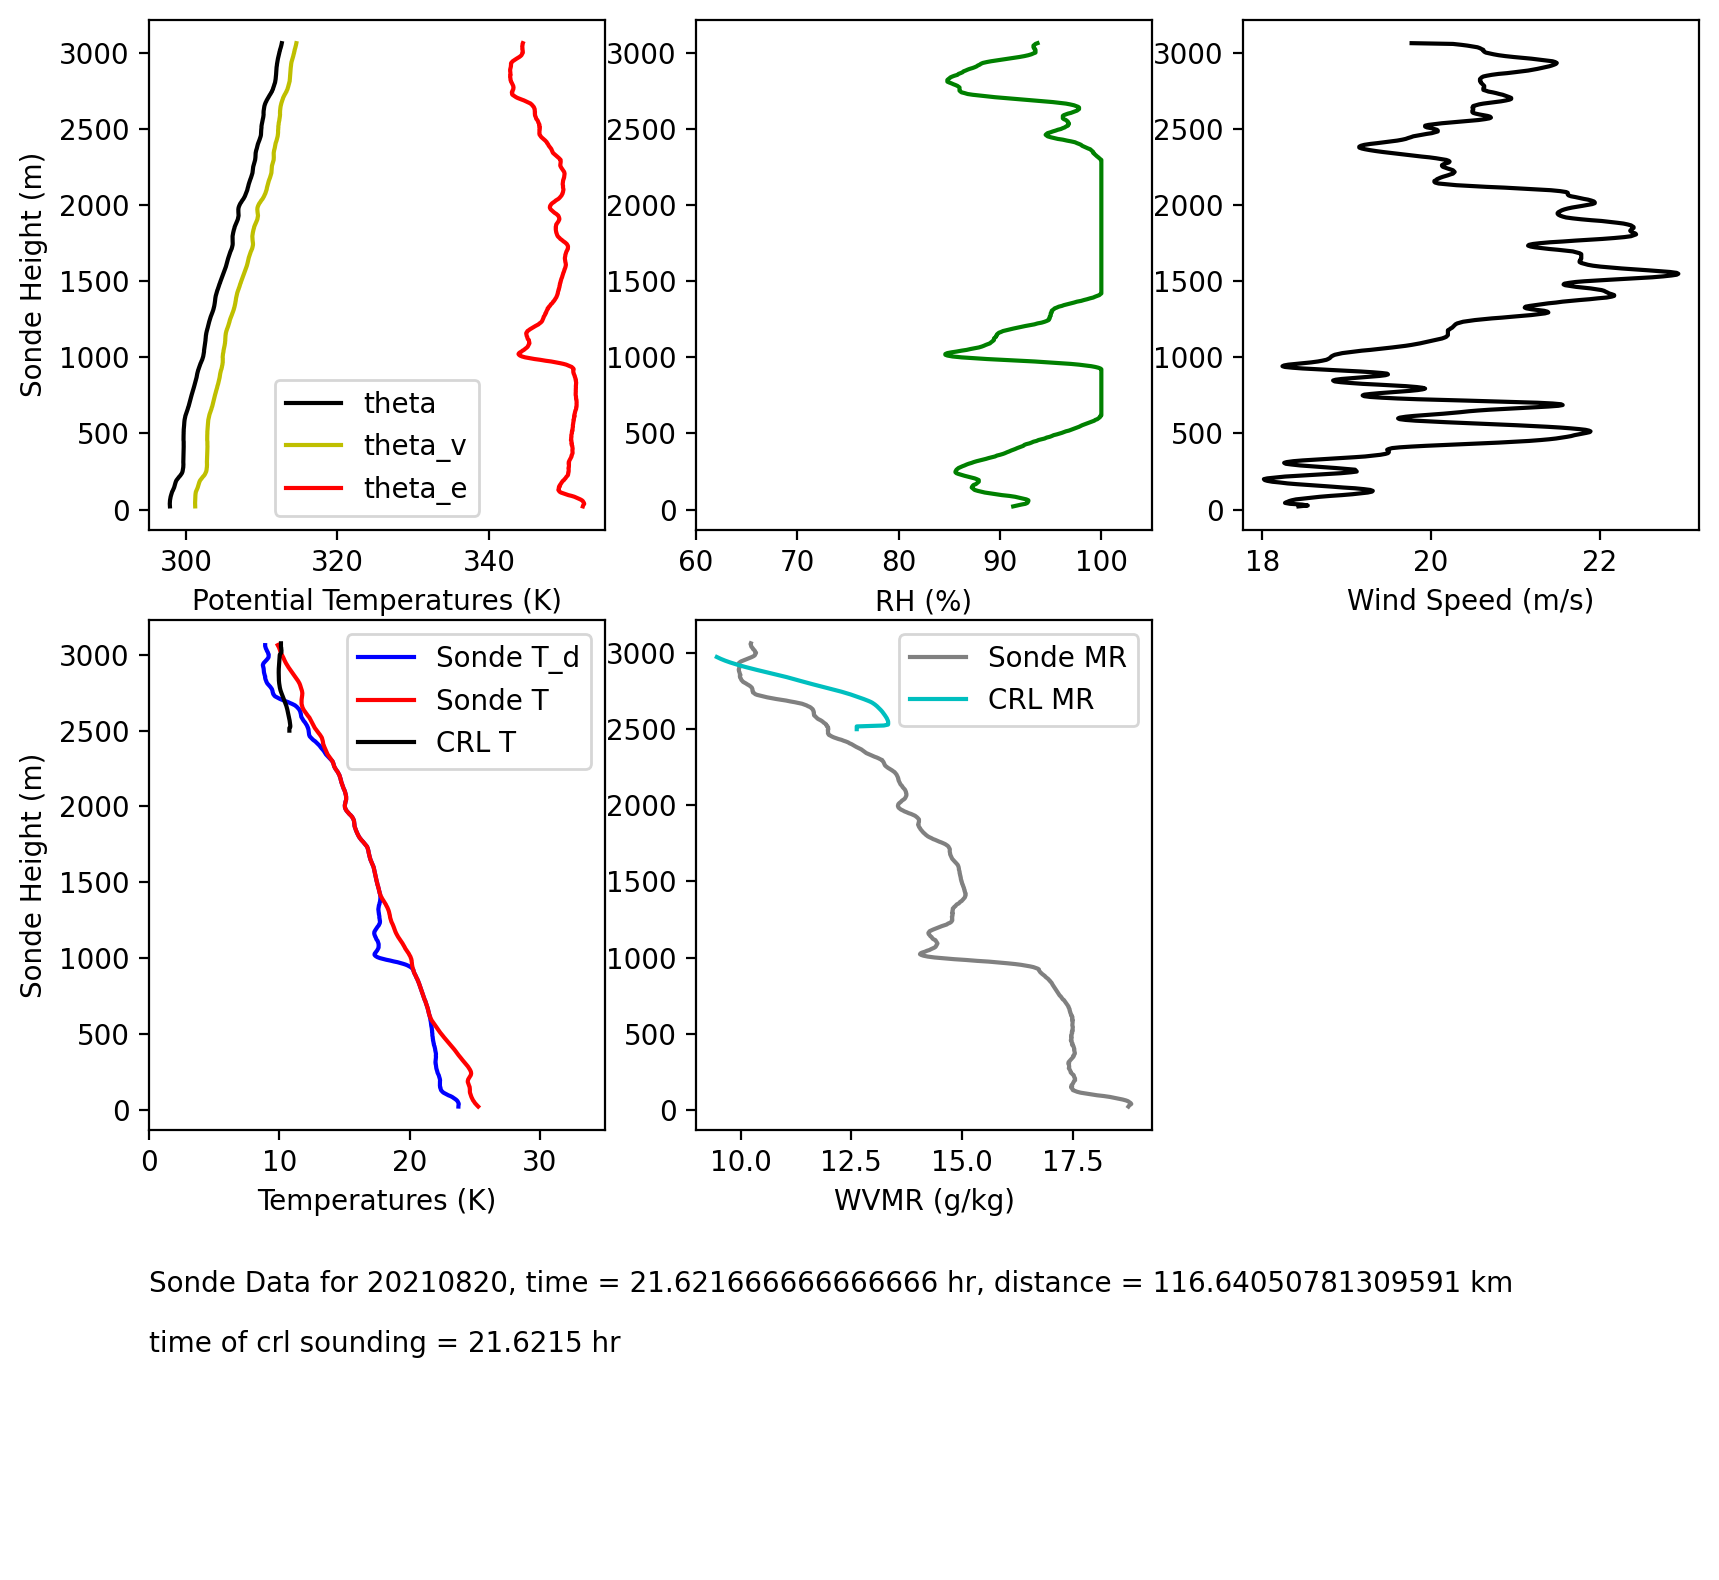 3000
2500
2000
1500
1000
500
0
Sonde Height (m)
300 320 340
Potential Temperatures (K)
theta
theta_v
theta_e
3000
2500
2000
1500
1000
500
0
60 70 80 90 100
RH (%)
3000
2500
2000
1500
1000
500
0
18 20 22
Wind Speed (m/s)
3000
2500
2000
1500
1000
500
0
Sonde Height (m)
0 10 20 30
Temperatures (K)
Sonde T_d
Sonde T
CRL T
3000
2500
2000
1500
1000
500
0
10.0 12.5 15.0 17.5
WVMR (g/kg)
Sonde MR
CRL MR
Sonde Data for 20210820, time = 21.621666666666666 hr, distance = 116.64050781309591 km
time of crl sounding = 21.6215 hr